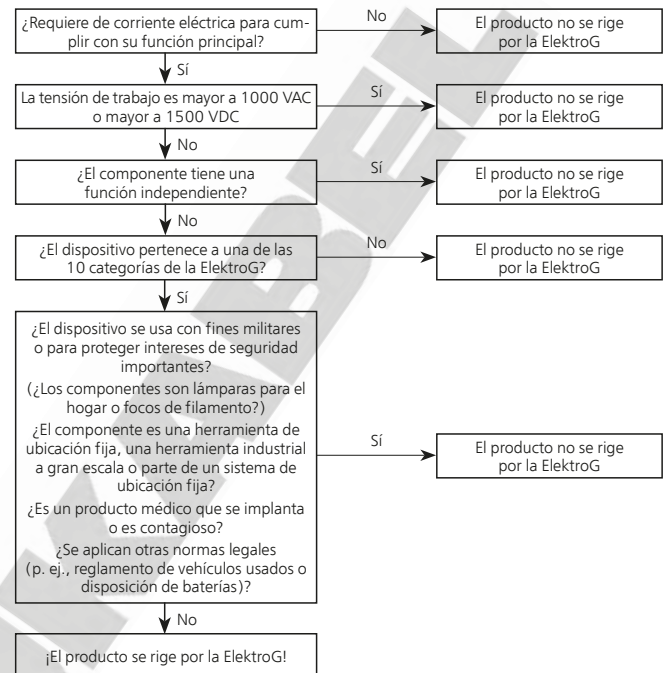 ¿Requiere de corriente eléctrica para cum-
plir con su función principal?
No
El producto no se rige
por la ElektroG
Sí
La tensión de trabajo es mayor a 1000 VAC
o mayor a 1500 VDC
Sí
El producto no se rige
por la ElektroG
No
¿El componente tiene una
función independiente?
Sí
El producto no se rige
por la ElektroG
No
¿El dispositivo pertenece a una de las
10 categorías de la ElektroG?
No
El producto no se rige
por la ElektroG
Sí
¿El dispositivo se usa con fines militares
o para proteger intereses de seguridad
importantes?
(¿Los componentes son lámparas para el
hogar o focos de filamento?)
¿El componente es una herramienta de
ubicación fija, una herramienta industrial
a gran escala o parte de un sistema de
ubicación fija?
¿Es un producto médico que se implanta
o es contagioso?
¿Se aplican otras normas legales
(p. ej., reglamento de vehículos usados o
disposición de baterías)?
Sí
El producto no se rige
por la ElektroG
No
¡El producto se rige por la ElektroG!
KABEL